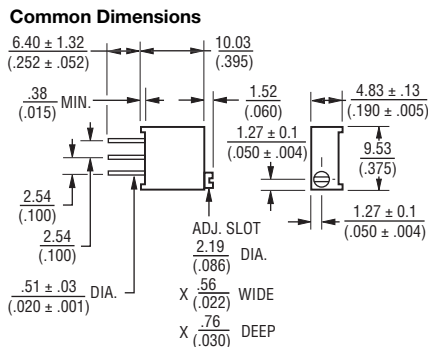 Common Dimensions
6.40 ± 1.32
(.252 ± .052)
10.03
(.395)
.38
(.015)
MIN.
1.52
(.060)
4.83 ± .13
(.190 ± .005)
1.27 ± 0.1
(.050 ± .004)
9.53
(.375)
2.54
(.100)
2.54
(.100)
1.27 ± 0.1
(.050 ± .004)
.51 ± .03
(.020 ± .001)
DIA.
ADJ. SLOT
2.19
(.086)
DIA.
X .56
(.022)
WIDE
X .76
(.030)
DEEP